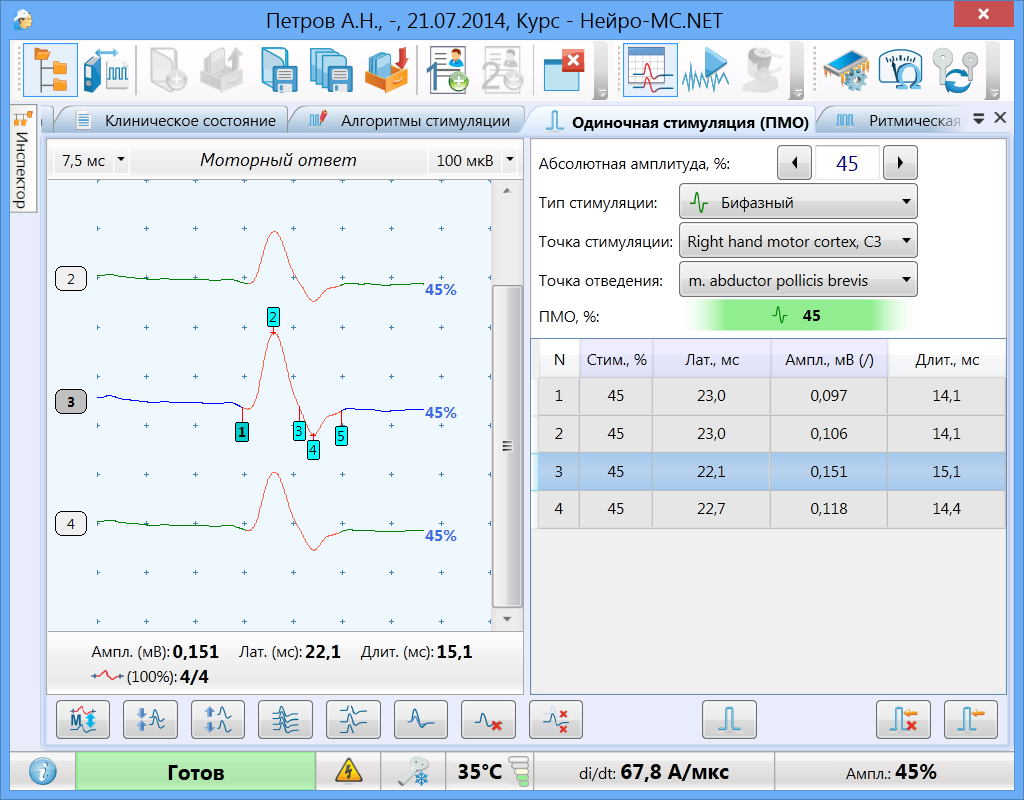 Петров А.Н., -, 21.07.2014, Курс - Нейро-МС.NET
Инспектор
Клиническое состояние
Алгоритмы стимуляции
Одиночная стимуляция (ПМО)
Ритмическая
7,5 мс
Моторный ответ
100 мкВ
2
45%
2
3
45%
1
3
4
5
4
45%
Ампл. (мВ): 0,151 Лат. (мс): 22,1 Длит. (мс): 15,1
(100%): 4/4
Абсолютная амплитуда, %: 45
Тип стимуляции: Бифазный
Точка стимуляции: Right hand motor cortex, C3
Точка отведения: m. abductor pollicis brevis
ПМО, %: 45
N Стим., % Лат., мс Ампл., мВ (/) Длит., мс
1 45 23,0 0,097 14,1
2 45 23,0 0,106 14,1
3 45 22,1 0,151 15,1
4 45 22,7 0,118 14,4
M
Готов
35°C
di/dt: 67,8 А/мкс
Ампл.: 45%